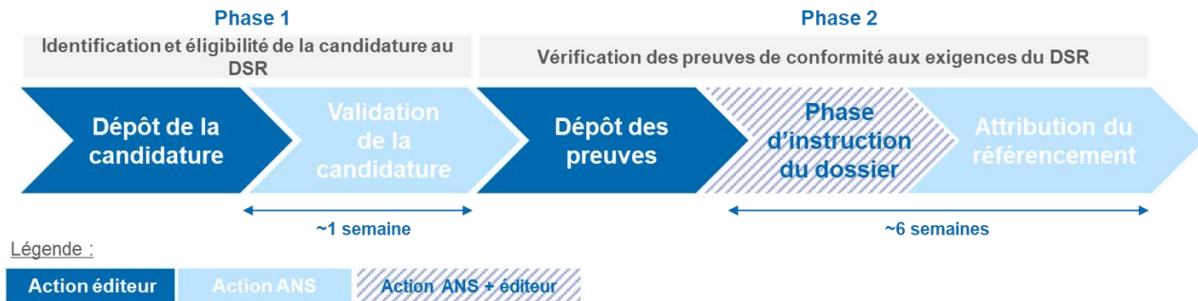 Phase 1
Phase 2
Identification et éligibilité de la candidature au
DSR
Vérification des preuves de conformité aux exigences du DSR
Dépôt de la
candidature
Validation
de la
candidature
Dépôt des
preuves
Phase
d’instruction
du dossier
Attribution du
référencement
~1 semaine
~6 semaines
Légende :
Action éditeur
Action ANS
Action ANS + éditeur